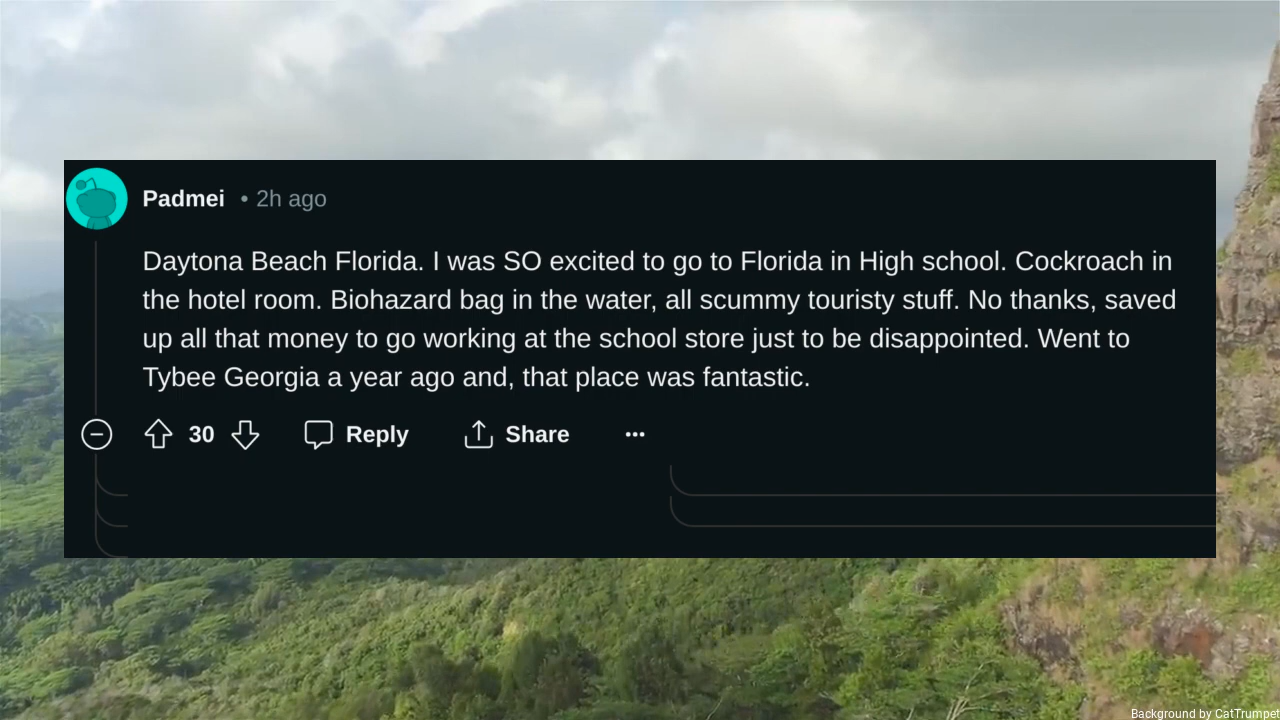 Padmei • 2h ago
Daytona Beach Florida. I was SO excited to go to Florida in High school. Cockroach in
the hotel room. Biohazard bag in the water, all scummy touristy stuff. No thanks, saved
up all that money to go working at the school store just to be disappointed. Went to
Tybee Georgia a year ago and, that place was fantastic.
30 Reply Share
Background by CatTrumpet